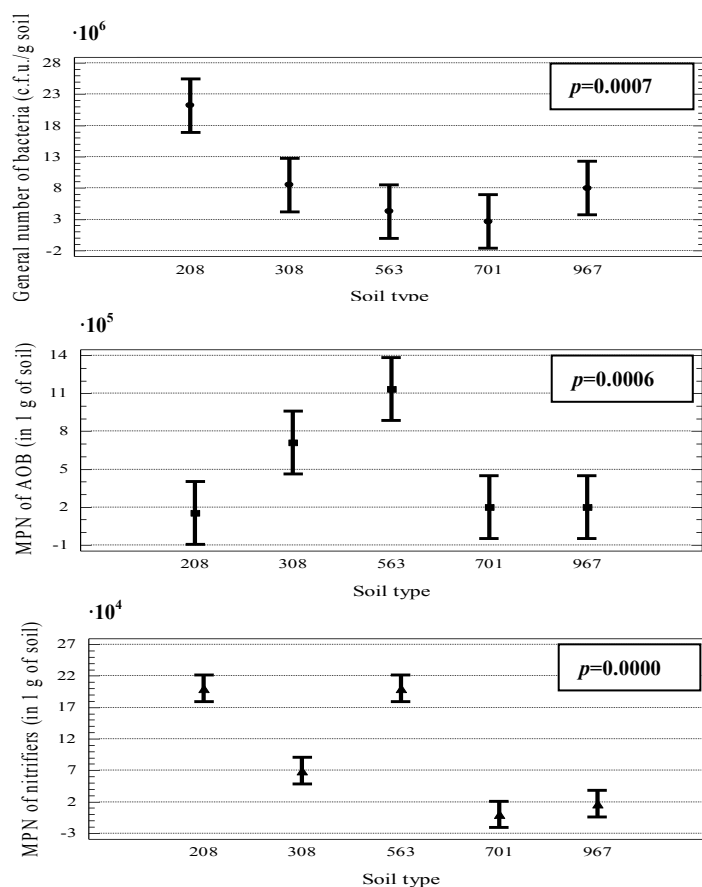 ·10⁶
General number of bacteria (c.f.u./g soil)
28
23
18
13
8
3
-2
p=0.0007
208 308 563 701 967
Soil type
·10⁵
MPN of AOB (in 1 g of soil)
14
11
8
5
2
-1
p=0.0006
208 308 563 701 967
Soil type
·10⁴
MPN of nitrifiers (in 1 g of soil)
27
22
17
12
7
2
-3
p=0.0000
208 308 563 701 967
Soil type